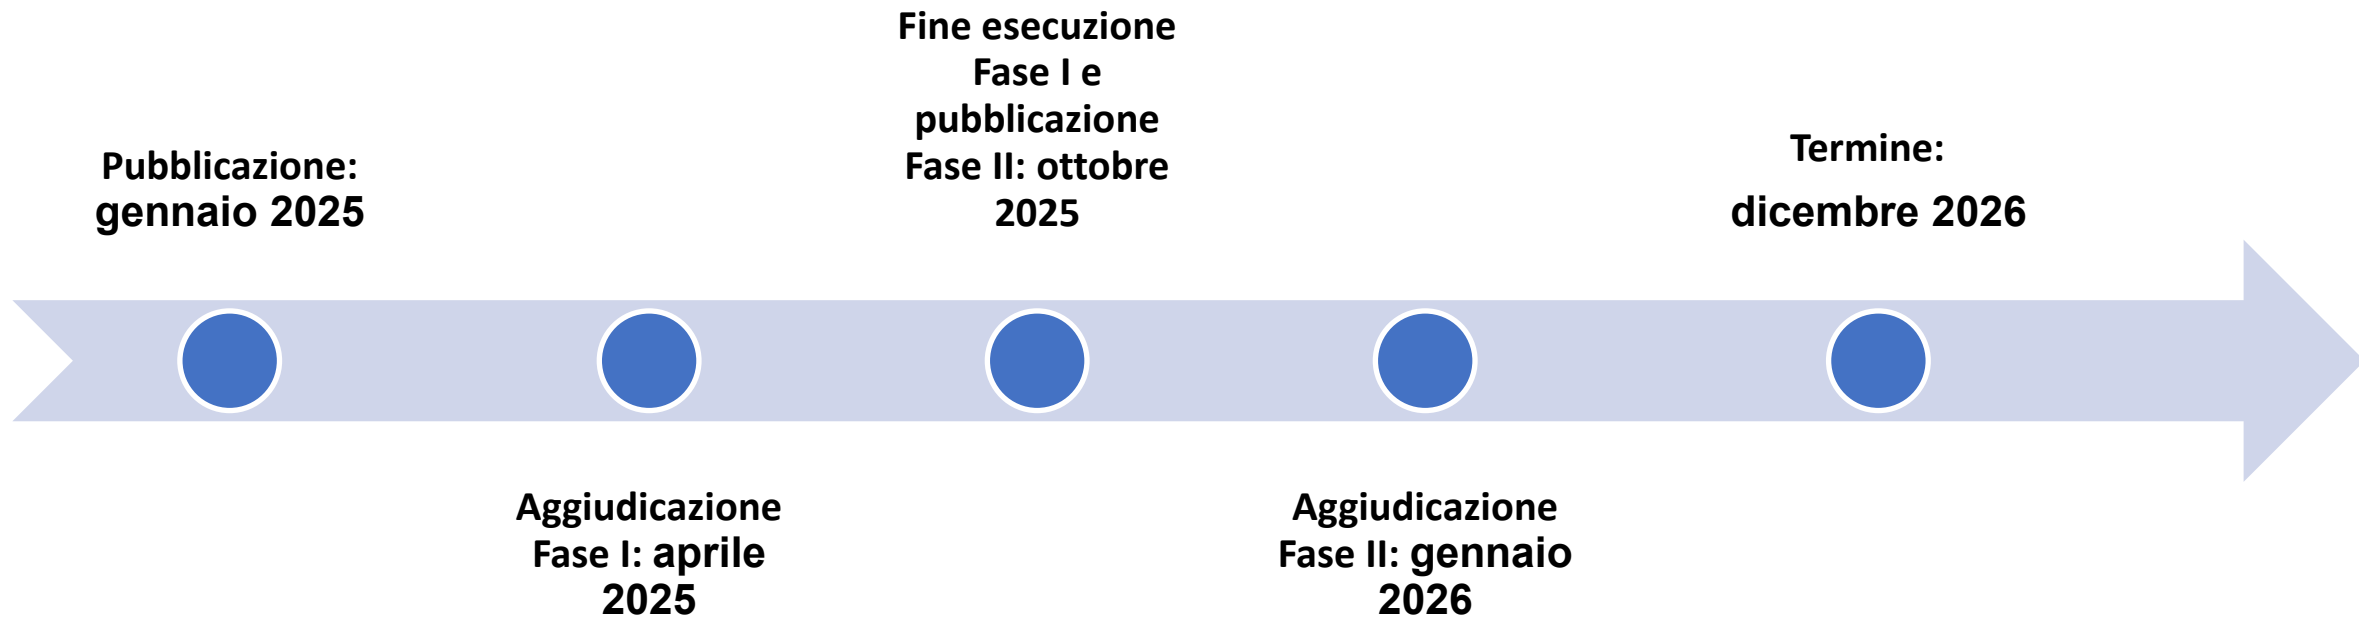 Pubblicazione:
gennaio 2025
Aggiudicazione
Fase I: aprile
2025
Fine esecuzione
Fase I e
pubblicazione
Fase II: ottobre
2025
Aggiudicazione
Fase II: gennaio
2026
Termine:
dicembre 2026